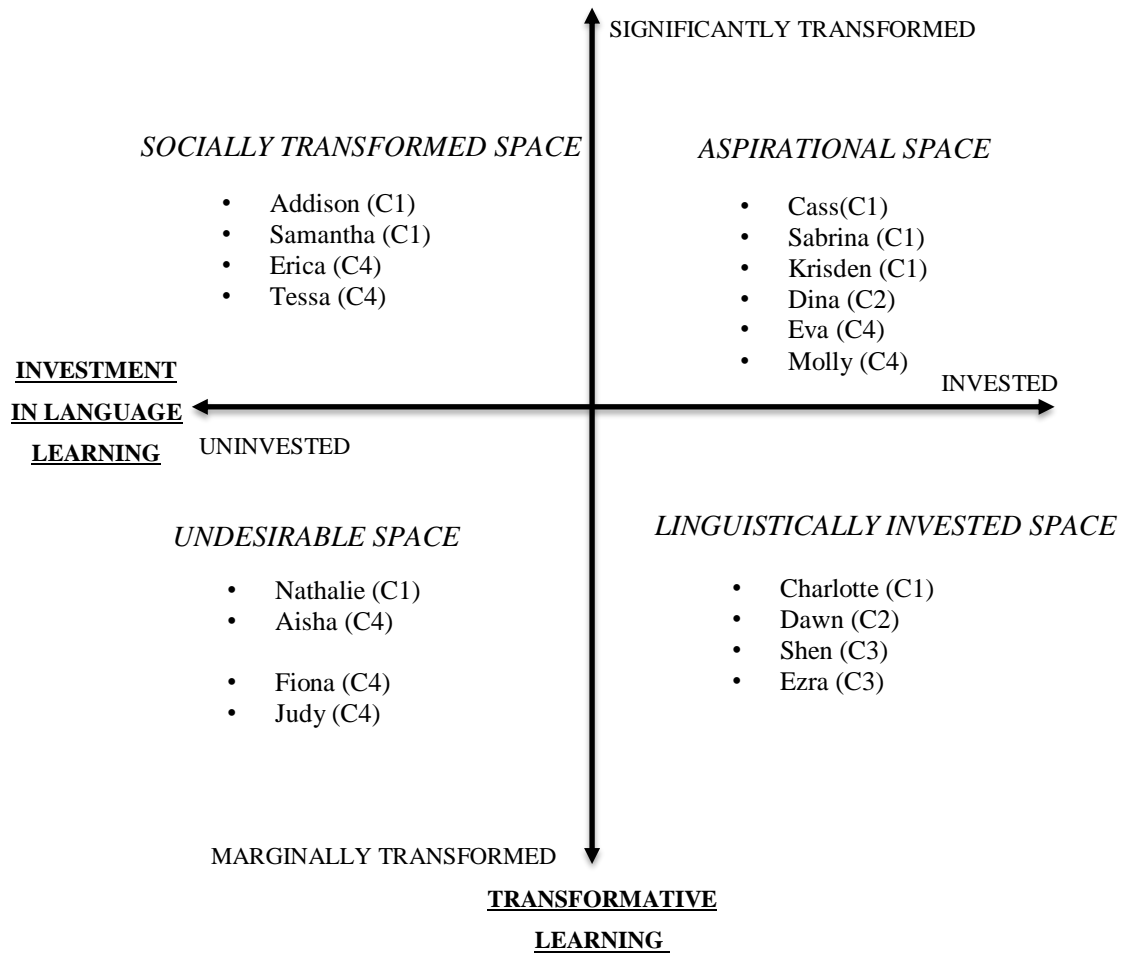 SIGNIFICANTLY TRANSFORMED
SOCIALLY TRANSFORMED SPACE
• Addison (C1)
• Samantha (C1)
• Erica (C4)
• Tessa (C4)
ASPIRATIONAL SPACE
• Cass(C1)
• Sabrina (C1)
• Krisden (C1)
• Dina (C2)
• Eva (C4)
• Molly (C4)
INVESTMENT
IN LANGUAGE
LEARNING
INVESTED
UNINVESTED
UNDESIRABLE SPACE
• Nathalie (C1)
• Aisha (C4)
• Fiona (C4)
• Judy (C4)
LINGUISTICALLY INVESTED SPACE
• Charlotte (C1)
• Dawn (C2)
• Shen (C3)
• Ezra (C3)
MARGINALLY TRANSFORMED
TRANSFORMATIVE
LEARNING